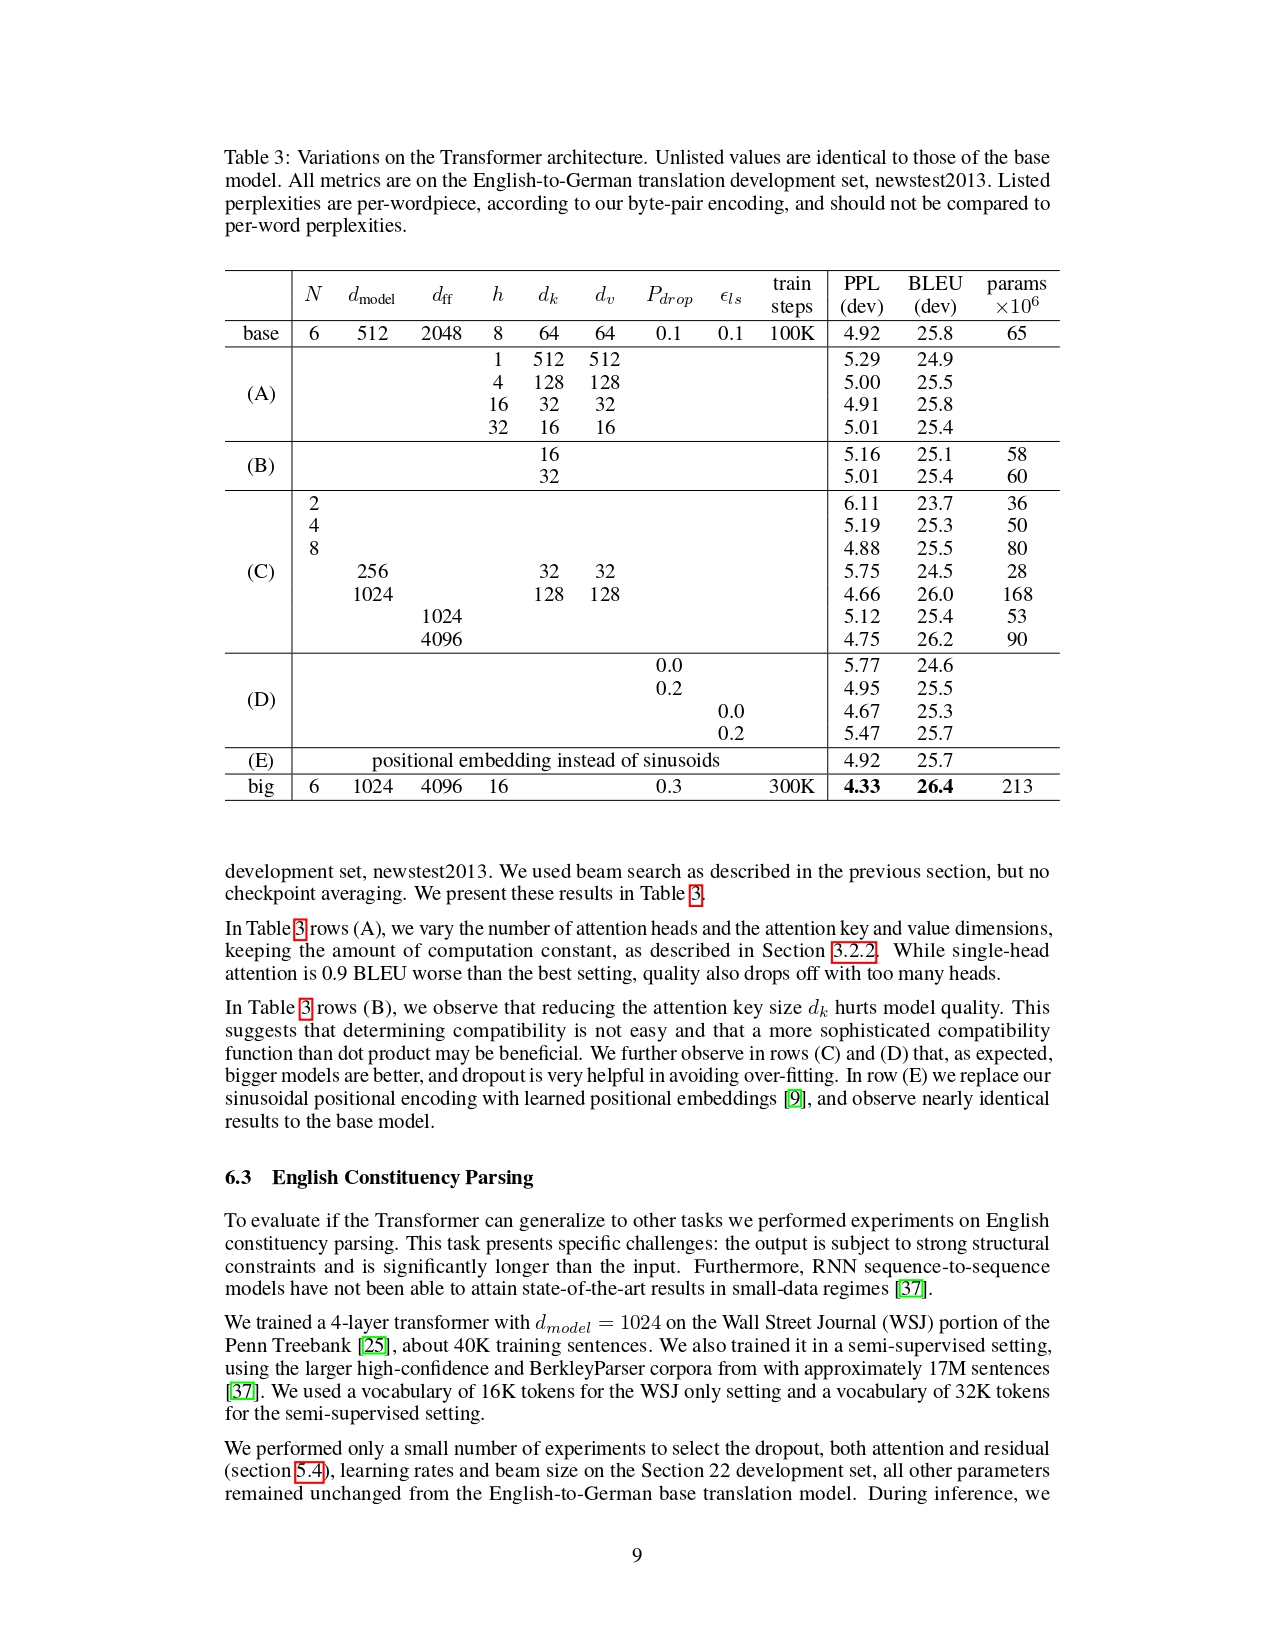 Table 3: Variations on the Transformer architecture. Unlisted values are identical to those of the base
model. All metrics are on the English-to-German translation development set, newstest2013. Listed
perplexities are per-wordpiece, according to our byte-pair encoding, and should not be compared to
per-word perplexities.
N d_model d_ff h d_k d_v P_drop ϵ_ls train steps PPL (dev) BLEU (dev) params ×10^6
base 6 512 2048 8 64 64 0.1 0.1 100K 4.92 25.8 65
(A)
1 512 512 5.29 24.9
4 128 128 5.00 25.5
16 32 32 4.91 25.8
32 16 16 5.01 25.4
(B)
16 5.16 25.1 58
32 5.01 25.4 60
(C)
2 6.11 23.7 36
4 5.19 25.3 50
8 4.88 25.5 80
256 32 32 5.75 24.5 28
1024 128 128 4.66 26.0 168
1024 5.12 25.4 53
4096 4.75 26.2 90
(D)
0.0 5.77 24.6
0.2 4.95 25.5
0.0 4.67 25.3
0.2 5.47 25.7
(E) positional embedding instead of sinusoids 4.92 25.7
big 6 1024 4096 16 0.3 300K 4.33 26.4 213
development set, newstest2013. We used beam search as described in the previous section, but no
checkpoint averaging. We present these results in Table 3.
In Table 3 rows (A), we vary the number of attention heads and the attention key and value dimensions,
keeping the amount of computation constant, as described in Section 3.2.2. While single-head
attention is 0.9 BLEU worse than the best setting, quality also drops off with too many heads.
In Table 3 rows (B), we observe that reducing the attention key size d_k hurts model quality. This
suggests that determining compatibility is not easy and that a more sophisticated compatibility
function than dot product may be beneficial. We further observe in rows (C) and (D) that, as expected,
bigger models are better, and dropout is very helpful in avoiding over-fitting. In row (E) we replace our
sinusoidal positional encoding with learned positional embeddings [9], and observe nearly identical
results to the base model.
6.3 English Constituency Parsing
To evaluate if the Transformer can generalize to other tasks we performed experiments on English
constituency parsing. This task presents specific challenges: the output is subject to strong structural
constraints and is significantly longer than the input. Furthermore, RNN sequence-to-sequence
models have not been able to attain state-of-the-art results in small-data regimes [37].
We trained a 4-layer transformer with d_model = 1024 on the Wall Street Journal (WSJ) portion of the
Penn Treebank [25], about 40K training sentences. We also trained it in a semi-supervised setting,
using the larger high-confidence and BerkleyParser corpora from with approximately 17M sentences
[37]. We used a vocabulary of 16K tokens for the WSJ only setting and a vocabulary of 32K tokens
for the semi-supervised setting.
We performed only a small number of experiments to select the dropout, both attention and residual
(section 5.4), learning rates and beam size on the Section 22 development set, all other parameters
remained unchanged from the English-to-German base translation model. During inference, we
9